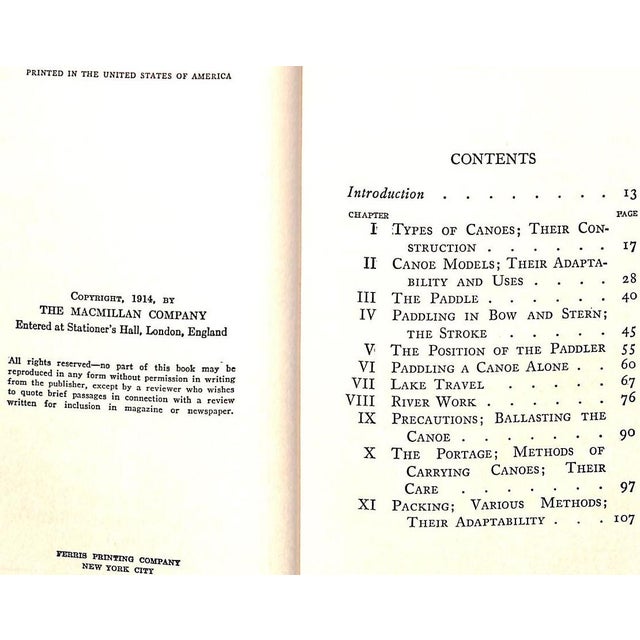 PRINTED IN THE UNITED STATES OF AMERICA
COPYRIGHT, 1914, BY
THE MACMILLAN COMPANY
Entered at Stationer's Hall, London, England
All rights reserved—no part of this book may be
reproduced in any form without permission in writing
from the publisher, except by a reviewer who wishes
to quote brief passages in connection with a review
written for inclusion in magazine or newspaper.
FERRIS PRINTING COMPANY
NEW YORK CITY
CONTENTS
Introduction . . . . . . . . 13
CHAPTER PAGE
I TYPES OF CANOES; THEIR CON-
STRUCTION . . . . . . 17
II CANOE MODELS; THEIR ADAPTA-
BILITY AND USES . . . . 28
III THE PADDLE . . . . . . 40
IV PADDLING IN BOW AND STERN;
THE STROKE . . . . . 45
V THE POSITION OF THE PADDLER 55
VI PADDLING A CANOE ALONE . . 60
VII LAKE TRAVEL . . . . . 67
VIII RIVER WORK . . . . . . 76
IX PRECAUTIONS; BALLASTING THE
CANOE . . . . . . . 90
X THE PORTAGE; METHODS OF
CARRYING CANOES; THEIR
CARE . . . . . . . 97
XI PACKING; VARIOUS METHODS;
THEIR ADAPTABILITY . . . 107